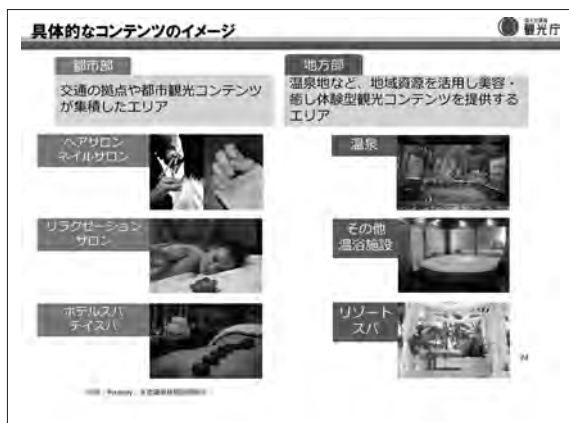 具体的なコンテンツのイメージ
観光庁
都市部
交通の拠点や都市観光コンテンツ
が集積したエリア
ヘアサロン
ネイルサロン
リラクゼーション
サロン
ホテルスパ
デイスパ
地方部
温泉地など、地域資源を活用し美容・
癒し体験型観光コンテンツを提供する
エリア
温泉
その他
温浴施設
リゾート
スパ